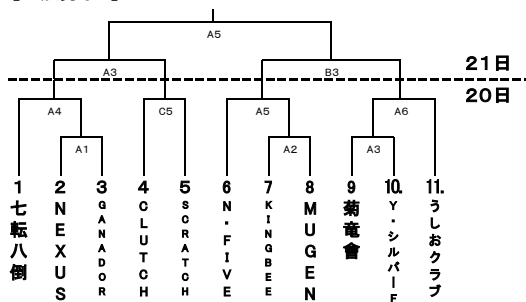 A5
A3
B3
21日
20日
A4
C5
A5
A6
A1
A2
A3
1 七転八倒
2 NEXUS
3 GANADOR
4 CLUTCH
5 SCRATCH
6 N・FIVE
7 KINGBEE
8 MUGEN
9 菊竜會
10. Y・シルバーF
11. うしおクラブ